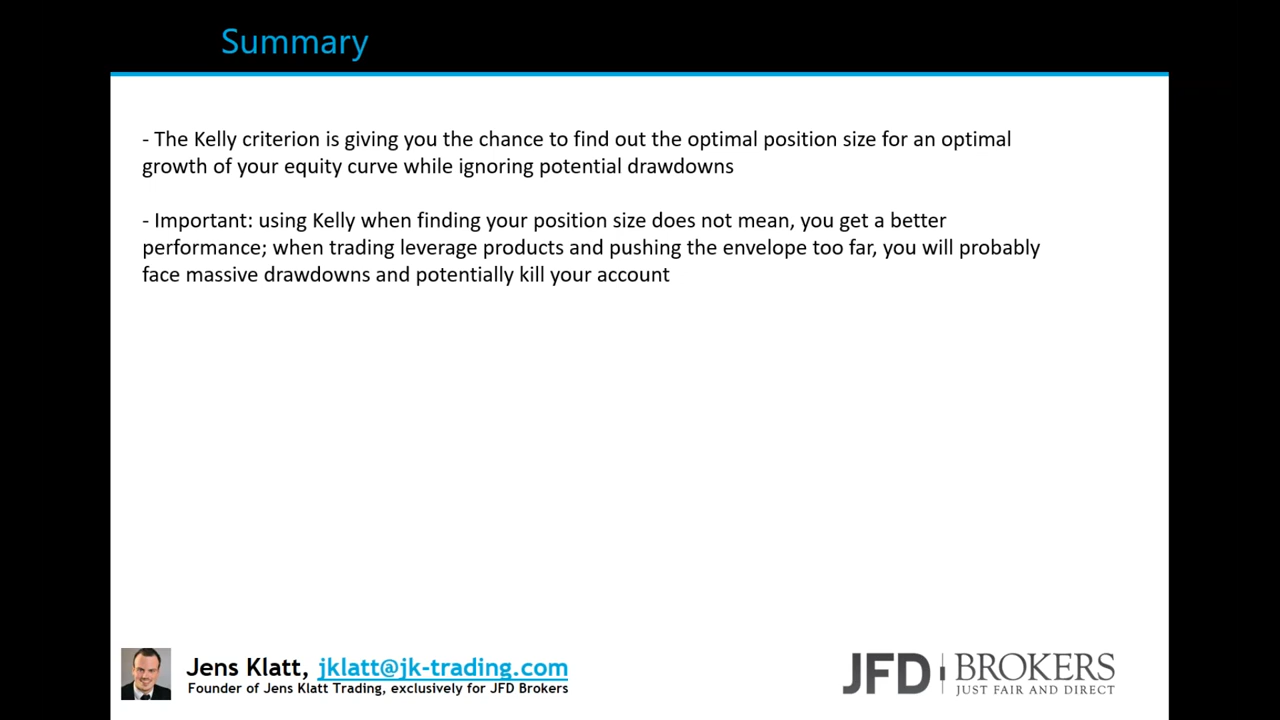 Summary
- The Kelly criterion is giving you the chance to find out the optimal position size for an optimal
growth of your equity curve while ignoring potential drawdowns
- Important: using Kelly when finding your position size does not mean, you get a better
performance; when trading leverage products and pushing the envelope too far, you will probably
face massive drawdowns and potentially kill your account
Jens Klatt, jklatt@jk-trading.com
Founder of Jens Klatt Trading, exclusively for JFD Brokers
JFD BROKERS
JUST FAIR AND DIRECT